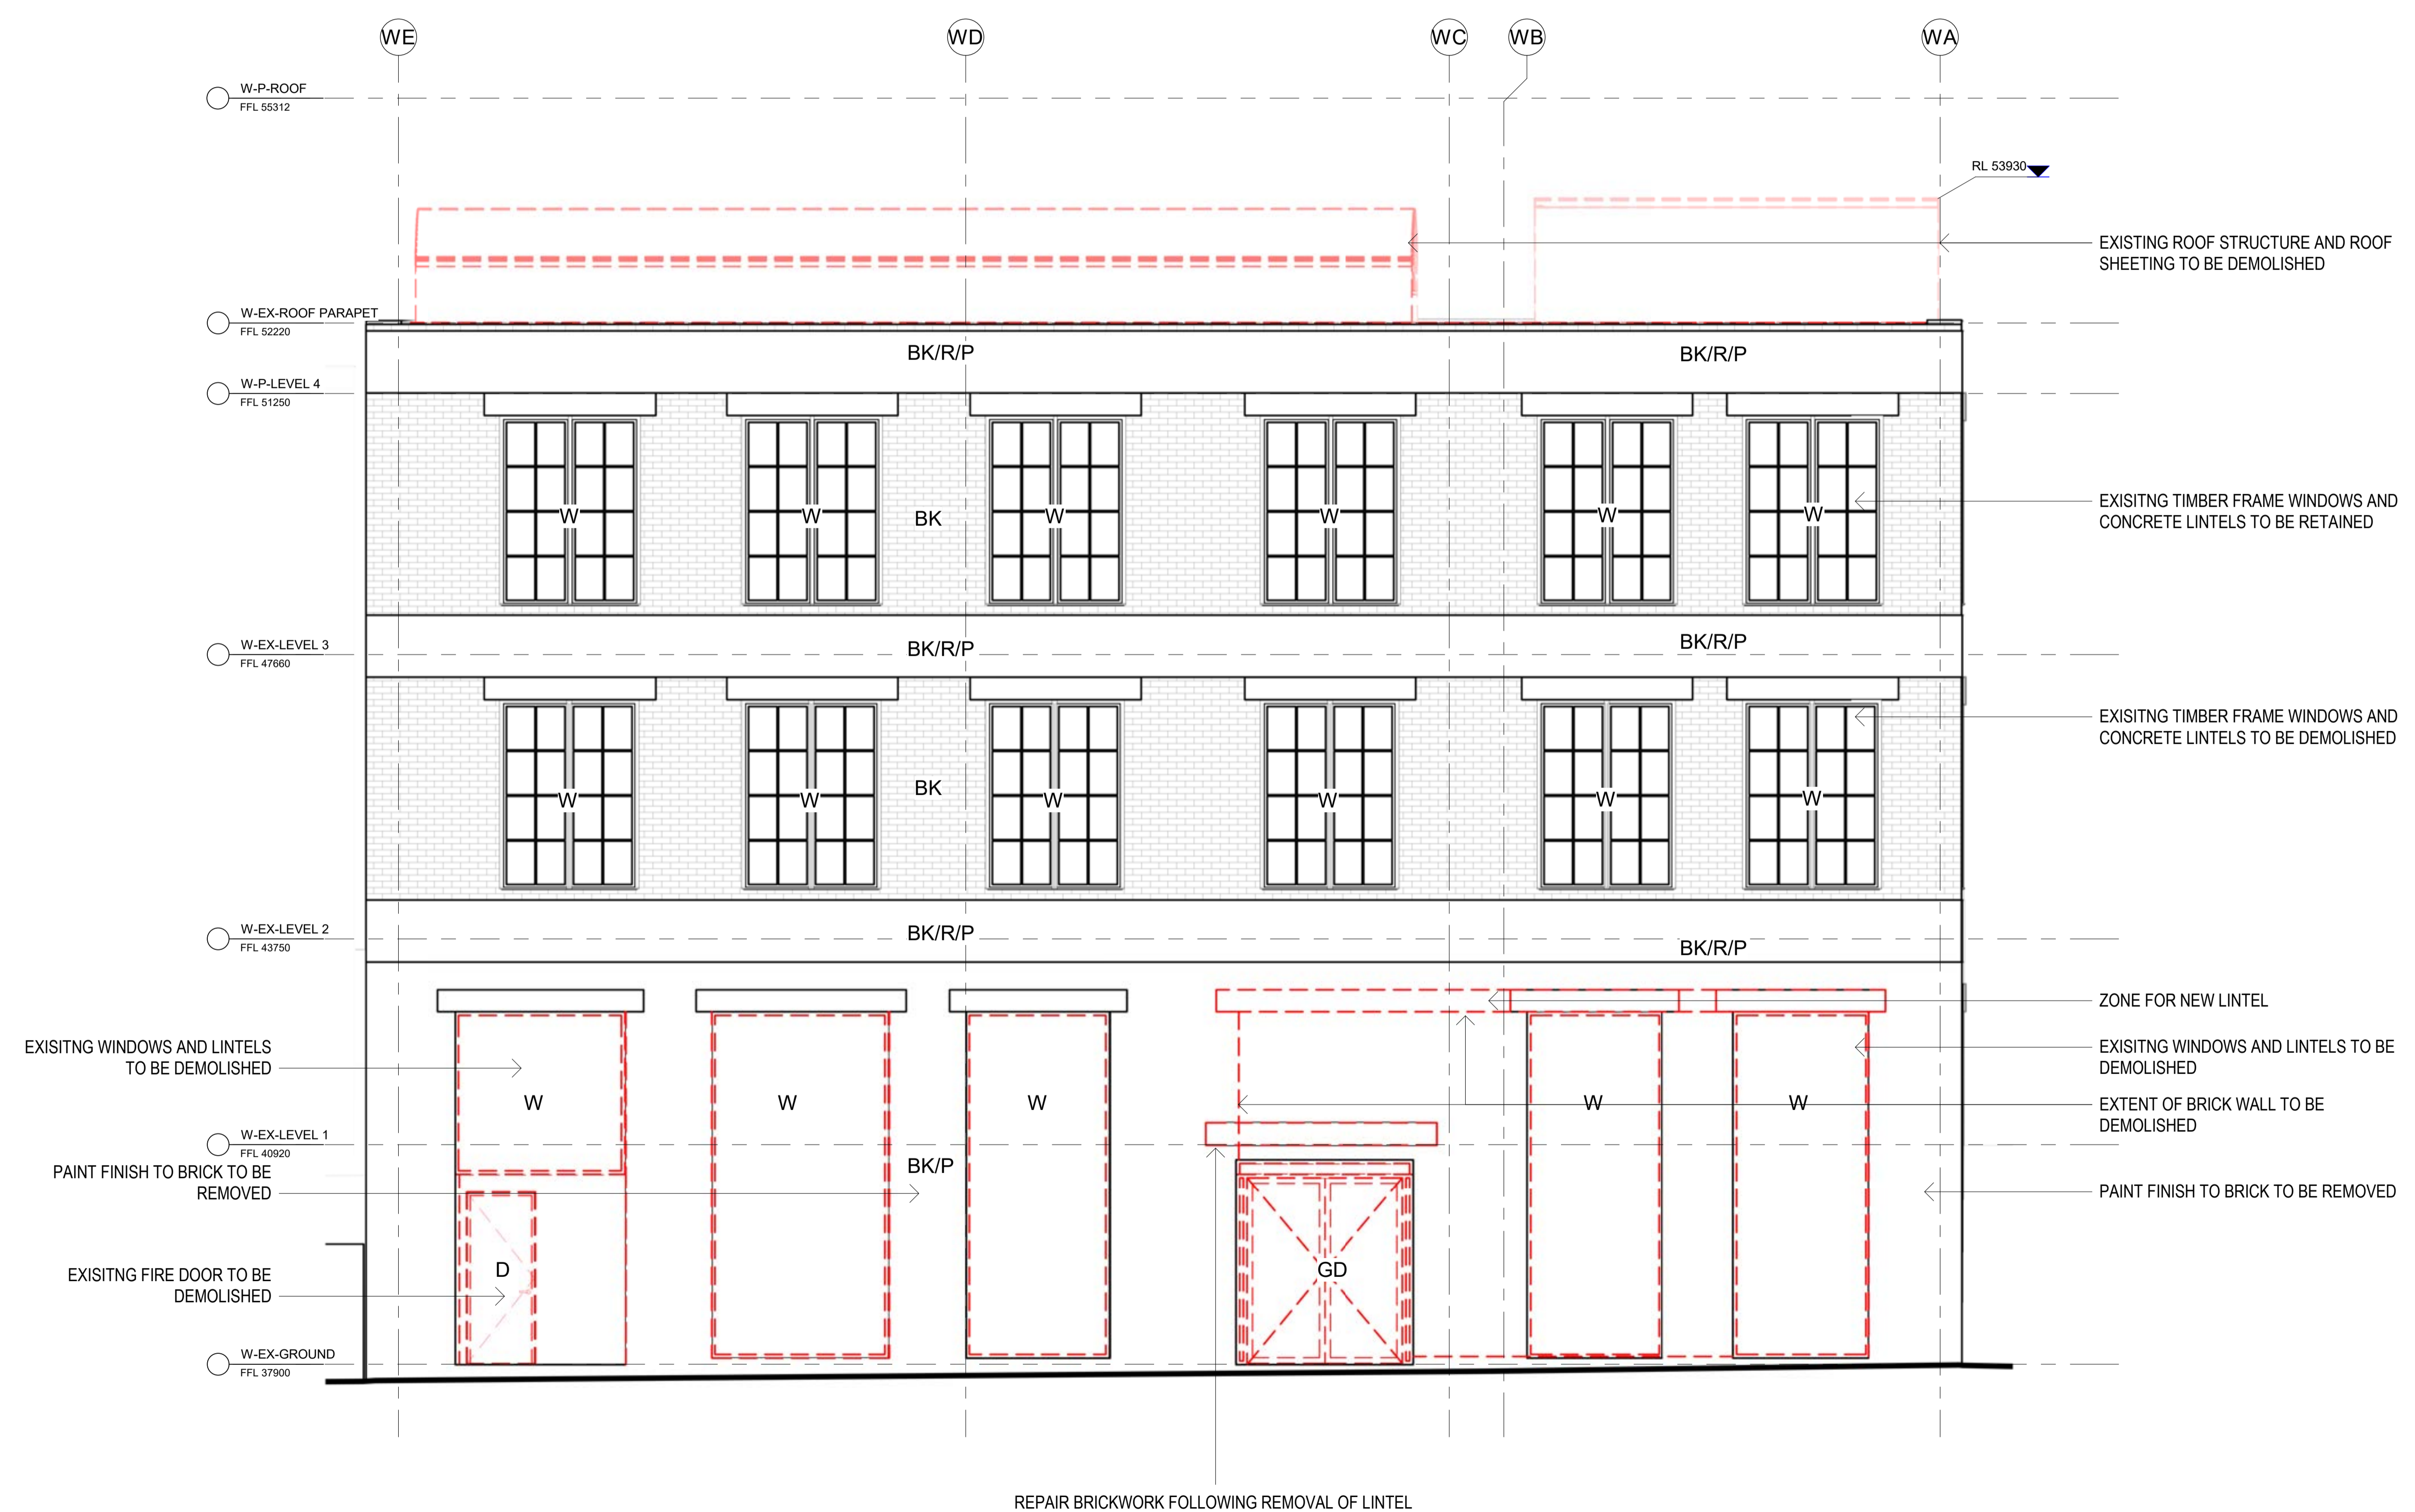 WE
WD
WC
WB
WA
W-P-ROOF
FFL 55312
RL 53930
EXISTING ROOF STRUCTURE AND ROOF
SHEETING TO BE DEMOLISHED
W-EX-ROOF PARAPET
FFL 52220
BK/R/P
BK/R/P
W-P-LEVEL 4
FFL 51250
W
W
BK
W
W
W
W
EXISITNG TIMBER FRAME WINDOWS AND
CONCRETE LINTELS TO BE RETAINED
W-EX-LEVEL 3
FFL 47660
BK/R/P
BK/R/P
EXISITNG TIMBER FRAME WINDOWS AND
CONCRETE LINTELS TO BE DEMOLISHED
W
W
BK
W
W
W
W
W-EX-LEVEL 2
FFL 43750
BK/R/P
BK/R/P
ZONE FOR NEW LINTEL
EXISITNG WINDOWS AND LINTELS
TO BE DEMOLISHED
EXISITNG WINDOWS AND LINTELS TO BE
DEMOLISHED
W
W
W
W
W
EXTENT OF BRICK WALL TO BE
DEMOLISHED
W-EX-LEVEL 1
FFL 40920
PAINT FINISH TO BRICK TO BE
REMOVED
BK/P
PAINT FINISH TO BRICK TO BE REMOVED
EXISITNG FIRE DOOR TO BE
DEMOLISHED
D
GD
W-EX-GROUND
FFL 37900
REPAIR BRICKWORK FOLLOWING REMOVAL OF LINTEL